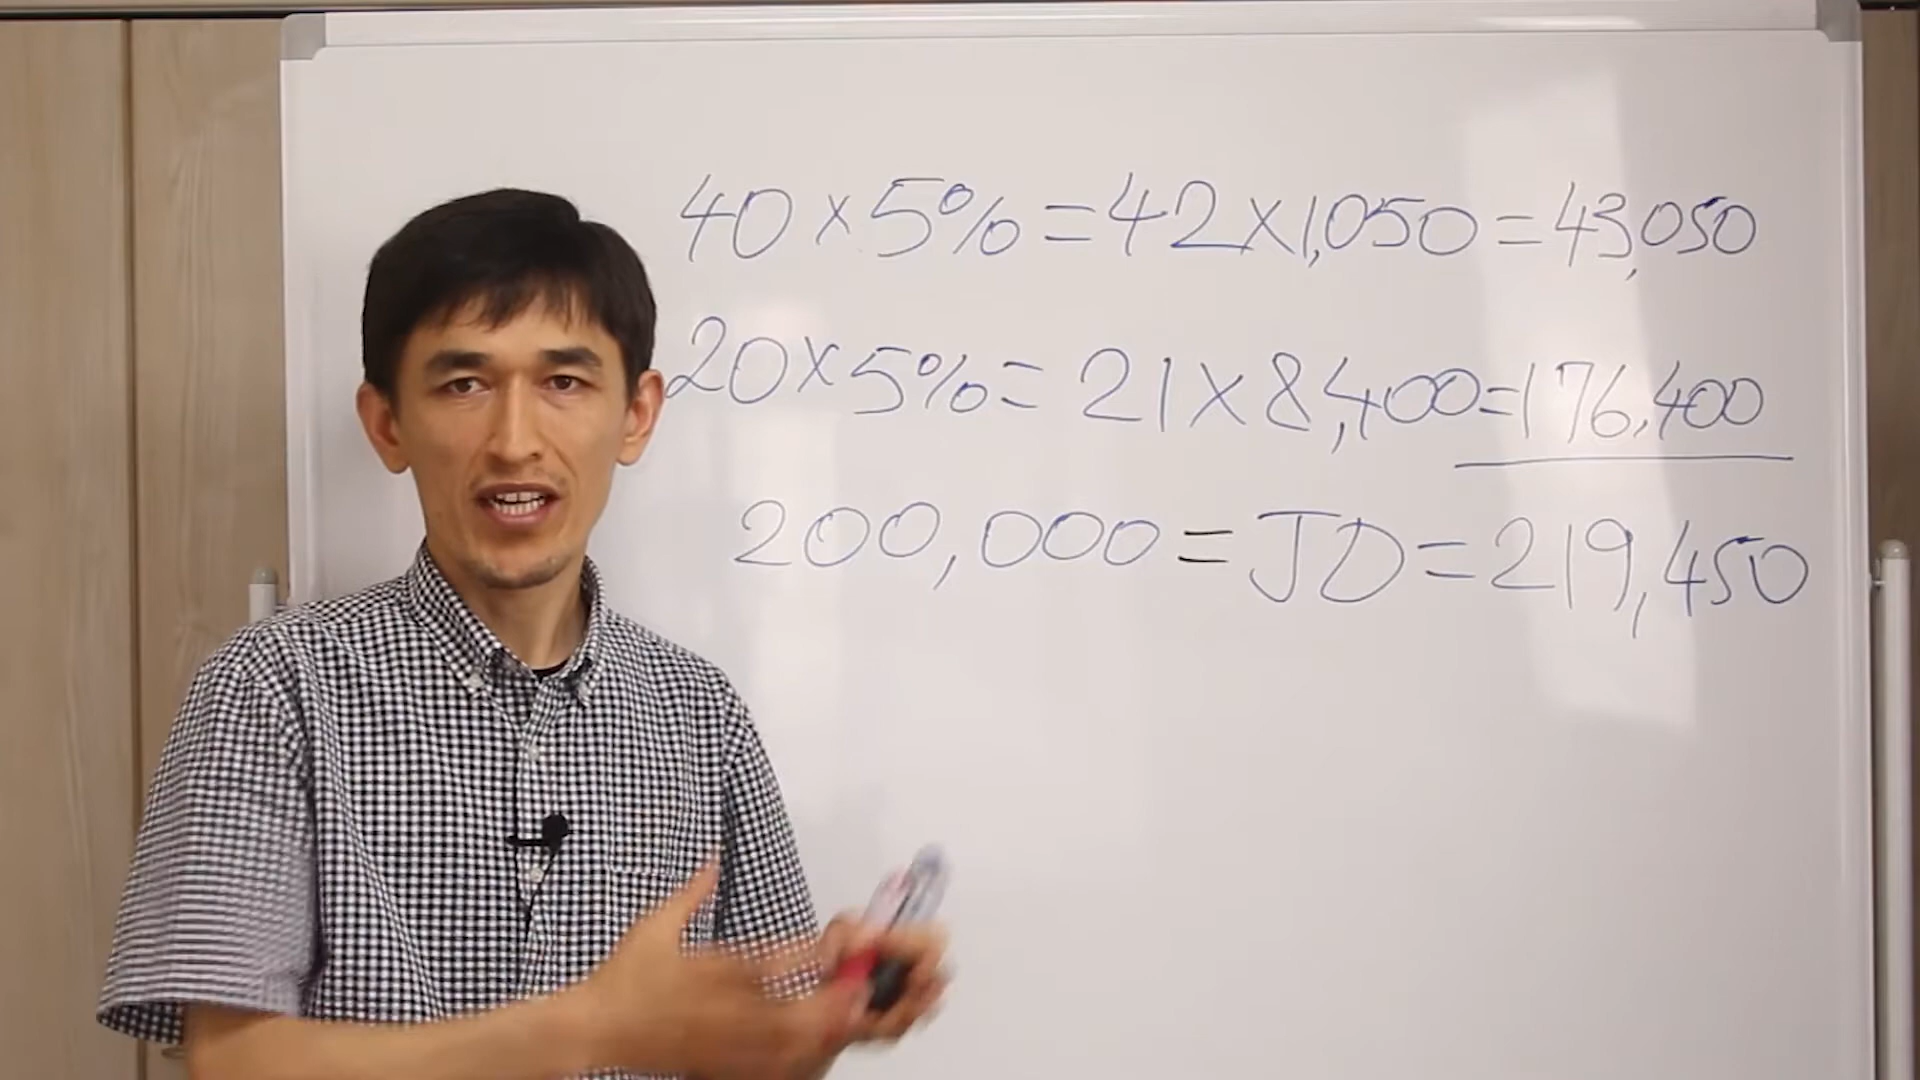 40 x 5% = 42 x 1,050 = 43,050
20 x 5% = 21 x 8,400 = 176,400
200,000 = JD = 219,450